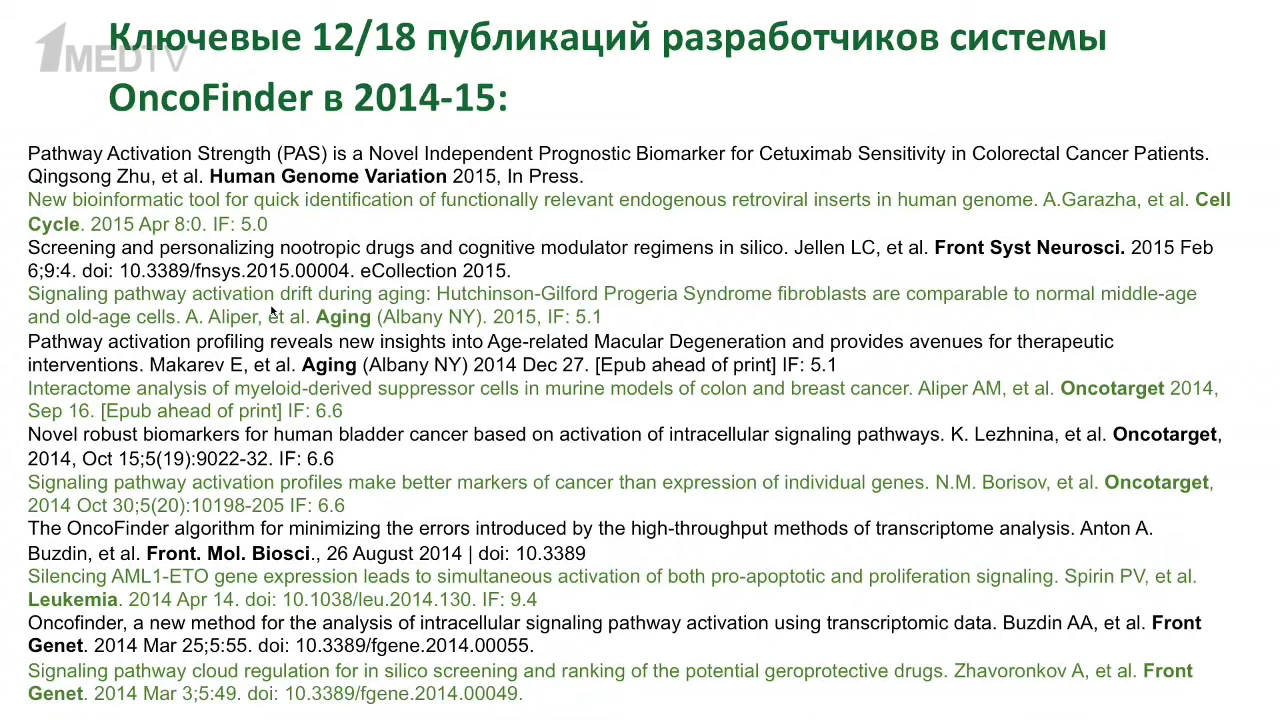 1MEDTV
Ключевые 12/18 публикаций разработчиков системы
OncoFinder в 2014-15:
Pathway Activation Strength (PAS) is a Novel Independent Prognostic Biomarker for Cetuximab Sensitivity in Colorectal Cancer Patients.
Qingsong Zhu, et al. Human Genome Variation 2015, In Press.
New bioinformatic tool for quick identification of functionally relevant endogenous retroviral inserts in human genome. A.Garazha, et al. Cell
Cycle. 2015 Apr 8:0. IF: 5.0
Screening and personalizing nootropic drugs and cognitive modulator regimens in silico. Jellen LC, et al. Front Syst Neurosci. 2015 Feb
6;9:4. doi: 10.3389/fnsys.2015.00004. eCollection 2015.
Signaling pathway activation drift during aging: Hutchinson-Gilford Progeria Syndrome fibroblasts are comparable to normal middle-age
and old-age cells. A. Aliper, et al. Aging (Albany NY). 2015, IF: 5.1
Pathway activation profiling reveals new insights into Age-related Macular Degeneration and provides avenues for therapeutic
interventions. Makarev E, et al. Aging (Albany NY) 2014 Dec 27. [Epub ahead of print] IF: 5.1
Interactome analysis of myeloid-derived suppressor cells in murine models of colon and breast cancer. Aliper AM, et al. Oncotarget 2014,
Sep 16. [Epub ahead of print] IF: 6.6
Novel robust biomarkers for human bladder cancer based on activation of intracellular signaling pathways. K. Lezhnina, et al. Oncotarget,
2014, Oct 15;5(19):9022-32. IF: 6.6
Signaling pathway activation profiles make better markers of cancer than expression of individual genes. N.M. Borisov, et al. Oncotarget,
2014 Oct 30;5(20):10198-205 IF: 6.6
The OncoFinder algorithm for minimizing the errors introduced by the high-throughput methods of transcriptome analysis. Anton A.
Buzdin, et al. Front. Mol. Biosci., 26 August 2014 | doi: 10.3389
Silencing AML1-ETO gene expression leads to simultaneous activation of both pro-apoptotic and proliferation signaling. Spirin PV, et al.
Leukemia. 2014 Apr 14. doi: 10.1038/leu.2014.130. IF: 9.4
Oncofinder, a new method for the analysis of intracellular signaling pathway activation using transcriptomic data. Buzdin AA, et al. Front
Genet. 2014 Mar 25;5:55. doi: 10.3389/fgene.2014.00055.
Signaling pathway cloud regulation for in silico screening and ranking of the potential geroprotective drugs. Zhavoronkov A, et al. Front
Genet. 2014 Mar 3;5:49. doi: 10.3389/fgene.2014.00049.